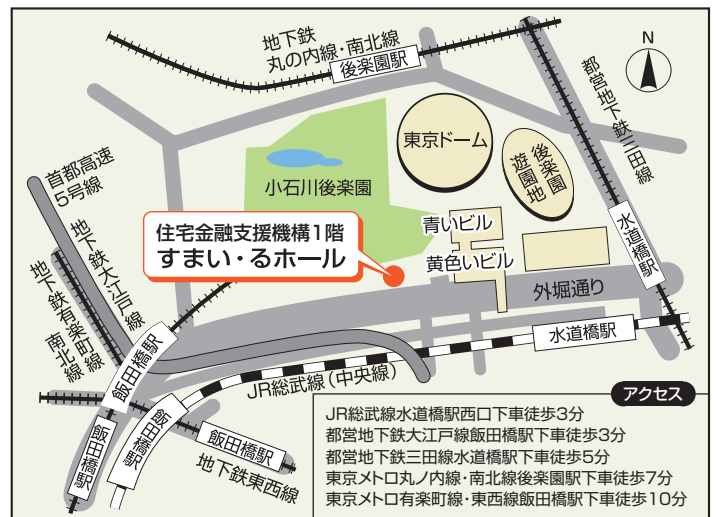 地下鉄
丸の内線・南北線
後楽園駅
N
都営地下鉄三田線
東京ドーム
後楽園
遊園地
首都高速
5号線
小石川後楽園
地下鉄大江戸線
住宅金融支援機構1階
すまい・るホール
青いビル
黄色いビル
水道橋駅
地下鉄有楽町線
南北線
外堀通り
水道橋駅
飯田橋駅
JR総武線(中央線)
飯田橋駅
飯田橋駅
飯田橋駅
地下鉄東西線
アクセス
JR総武線水道橋駅西口下車徒歩3分
都営地下鉄大江戸線飯田橋駅下車徒歩3分
都営地下鉄三田線水道橋駅下車徒歩5分
東京メトロ丸ノ内線・南北線後楽園駅下車徒歩7分
東京メトロ有楽町線・東西線飯田橋駅下車徒歩10分